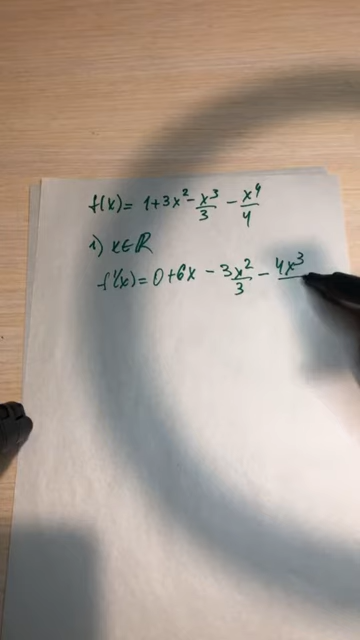 f(x) = 1+3x² - x³/3 - x⁴/4
1) x∈ℝ
f'(x) = 0+6x - 3x²/3 - 4x³/